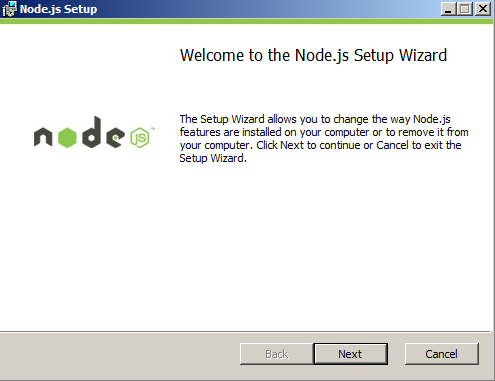 Node.js Setup
Welcome to the Node.js Setup Wizard
node JS™
The Setup Wizard allows you to change the way Node.js
features are installed on your computer or to remove it from
your computer. Click Next to continue or Cancel to exit the
Setup Wizard.
Back Next Cancel